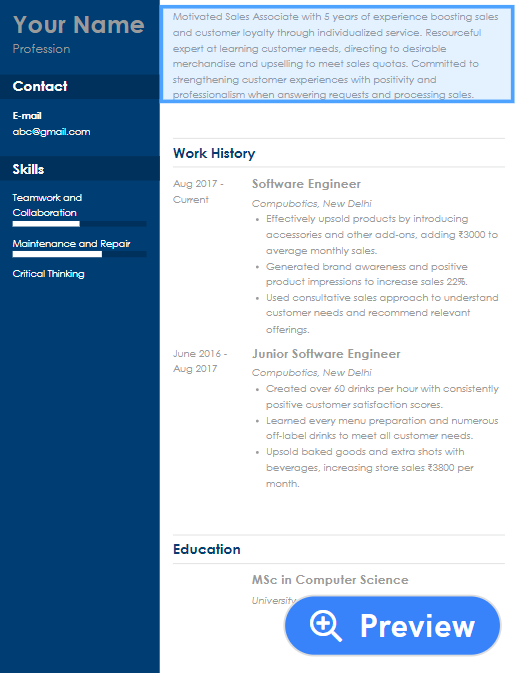 Your Name
Profession
Contact
E-mail
abc@gmail.com
Skills
Teamwork and
Collaboration
Maintenance and Repair
Critical Thinking
Motivated Sales Associate with 5 years of experience boosting sales
and customer loyalty through individualized service. Resourceful
expert at learning customer needs, directing to desirable
merchandise and upselling to meet sales quotas. Committed to
strengthening customer experiences with positivity and
professionalism when answering requests and processing sales.
Work History
Aug 2017 -
Current
Software Engineer
Compubotics, New Delhi
• Effectively upsold products by introducing
accessories and other add-ons, adding ₹3000 to
average monthly sales.
• Generated brand awareness and positive
product impressions to increase sales 22%.
• Used consultative sales approach to understand
customer needs and recommend relevant
offerings.
June 2016 -
Aug 2017
Junior Software Engineer
Compubotics, New Delhi
• Created over 60 drinks per hour with consistently
positive customer satisfaction scores.
• Learned every menu preparation and numerous
off-label drinks to meet all customer needs.
• Upsold baked goods and extra shots with
beverages, increasing store sales ₹3800 per
month.
Education
MSc in Computer Science
University
Preview